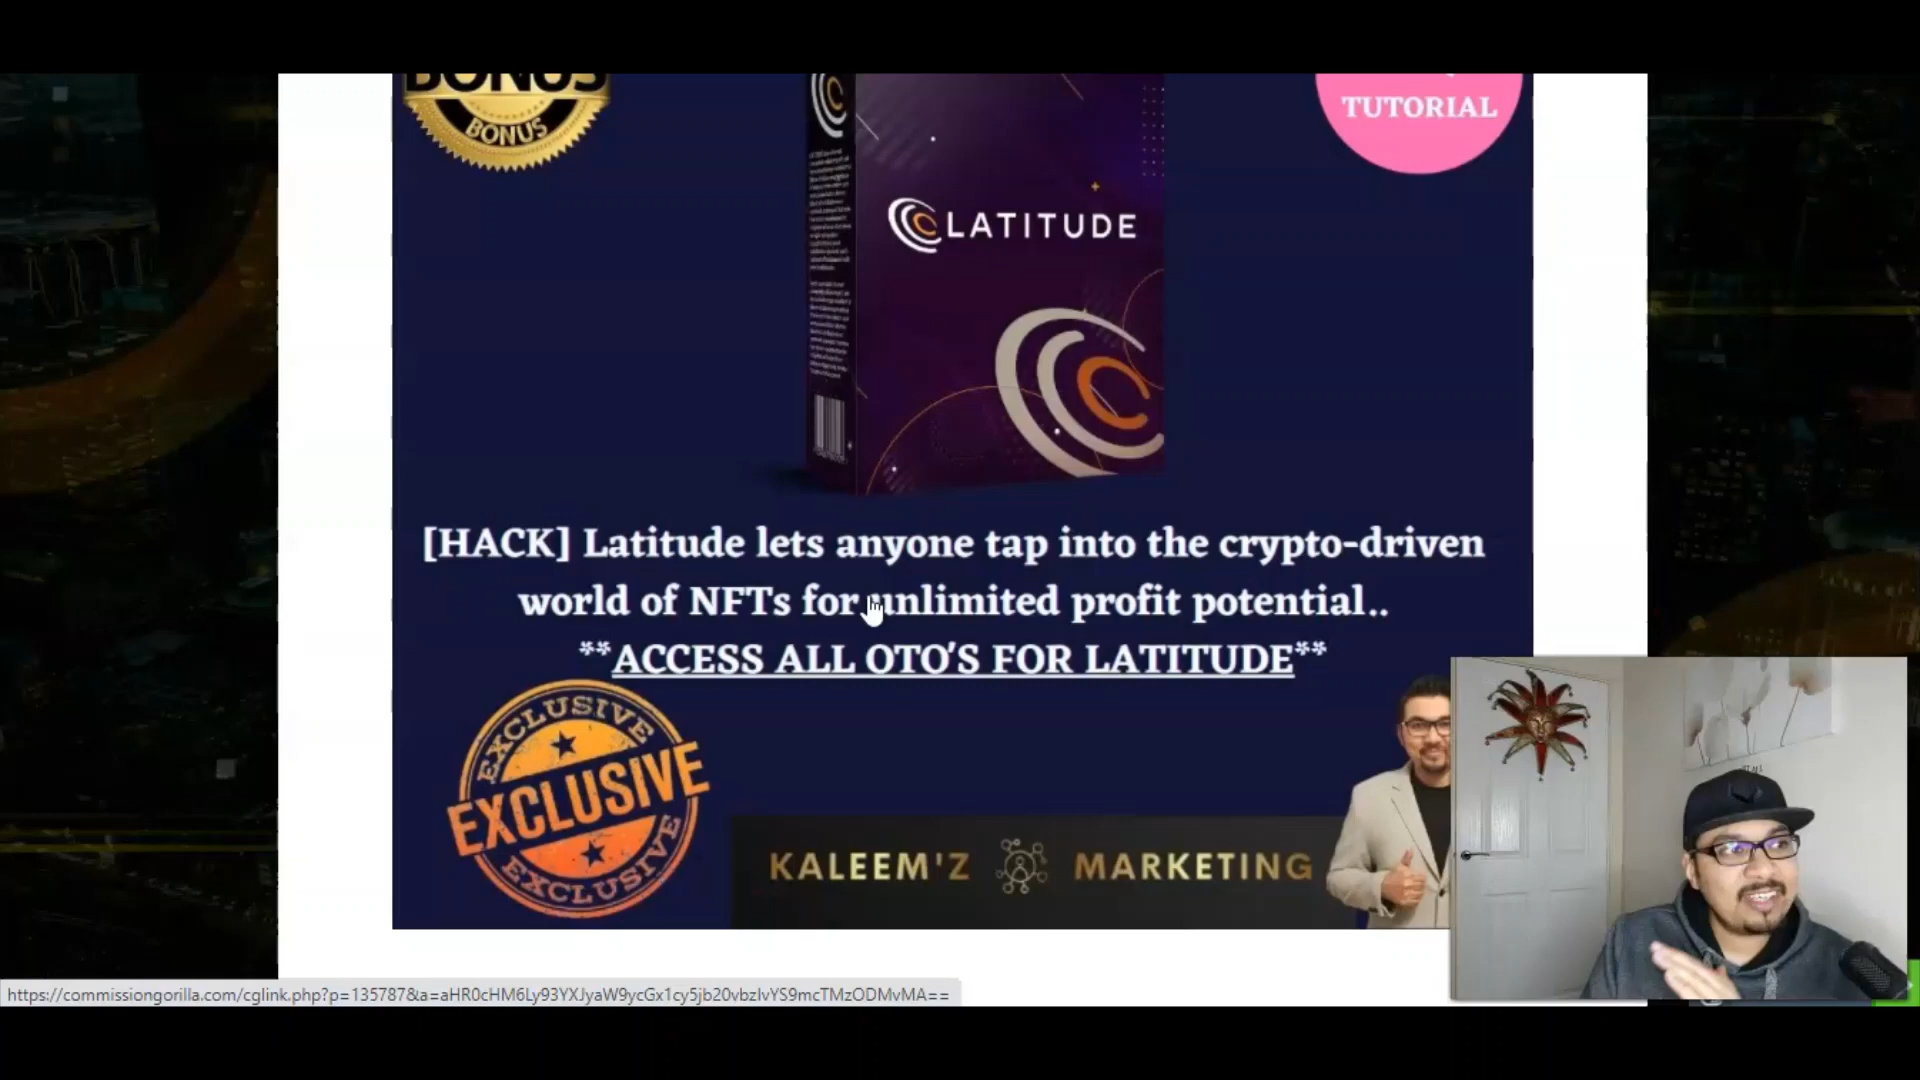 BONUS
BONUS
TUTORIAL
LATITUDE
[HACK] Latitude lets anyone tap into the crypto-driven
world of NFTs for unlimited profit potential..
**ACCESS ALL OTO'S FOR LATITUDE**
EXCLUSIVE
EXCLUSIVE
EXCLUSIVE
KALEEM'Z MARKETING
https://commissiongorilla.com/cglink.php?p=135787&a=aHR0cHM6Ly93YXJyaW9ycGx1cy5jb20vbzIvYS9mcTMzODMvMA==